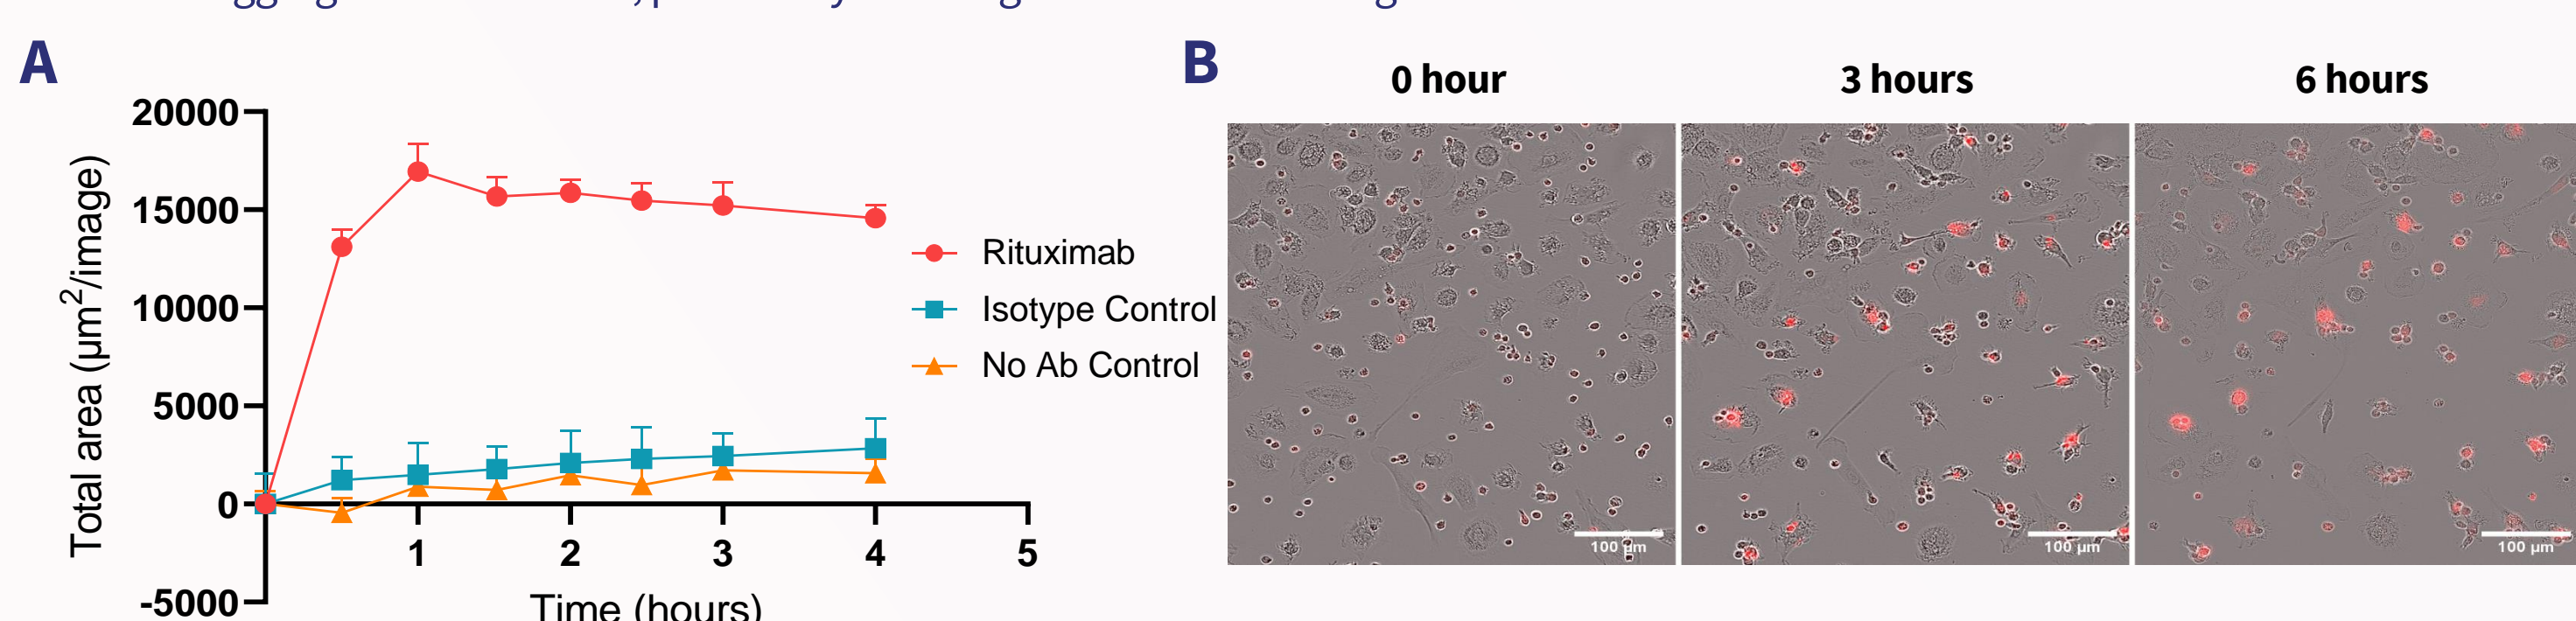 A
20000
15000
10000
5000
0
-5000
Total area (µm2/image)
1 2 3 4 5
Time (hours)
Rituximab
Isotype Control
No Ab Control
B
0 hour
3 hours
6 hours
100 µm
100 µm
100 µm